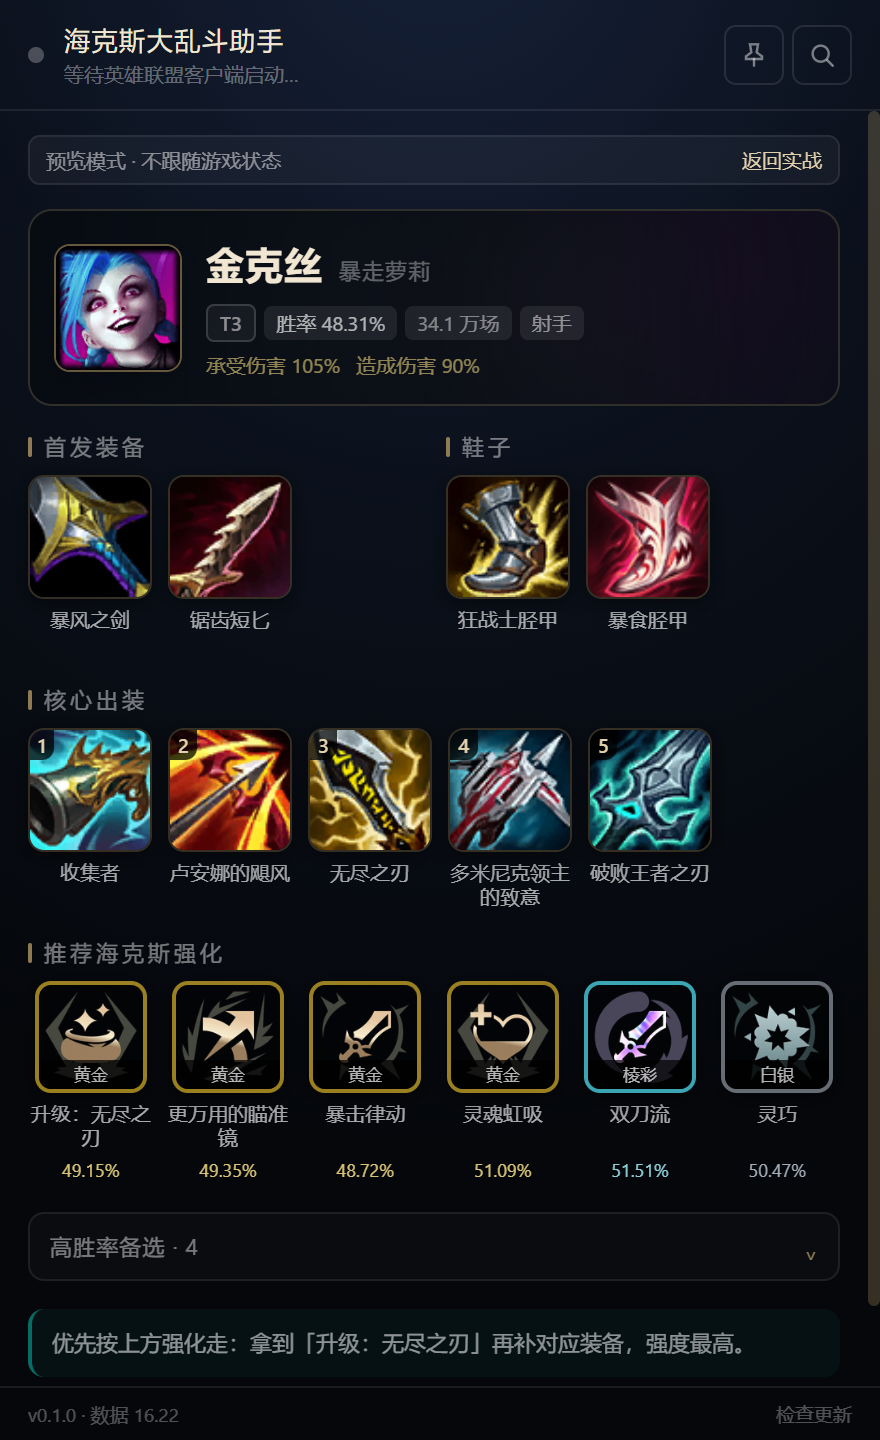 海克斯大乱斗助手
等待英雄联盟客户端启动...
预览模式 · 不跟随游戏状态
返回实战
金克丝 暴走萝莉
T3 胜率 48.31% 34.1 万场 射手
承受伤害 105% 造成伤害 90%
首发装备
鞋子
暴风之剑
锯齿短匕
狂战士胫甲
暴食胫甲
核心出装
1
2
3
4
5
收集者
卢安娜的飓风
无尽之刃
多米尼克领主
的致意
破败王者之刃
推荐海克斯强化
黄金
黄金
黄金
黄金
棱彩
白银
升级：无尽之
刃
更万用的瞄准
镜
暴击律动
灵魂虹吸
双刀流
灵巧
49.15%
49.35%
48.72%
51.09%
51.51%
50.47%
高胜率备选 · 4
v
优先按上方强化走：拿到「升级：无尽之刃」再补对应装备，强度最高。
v0.1.0 · 数据 16.22
检查更新